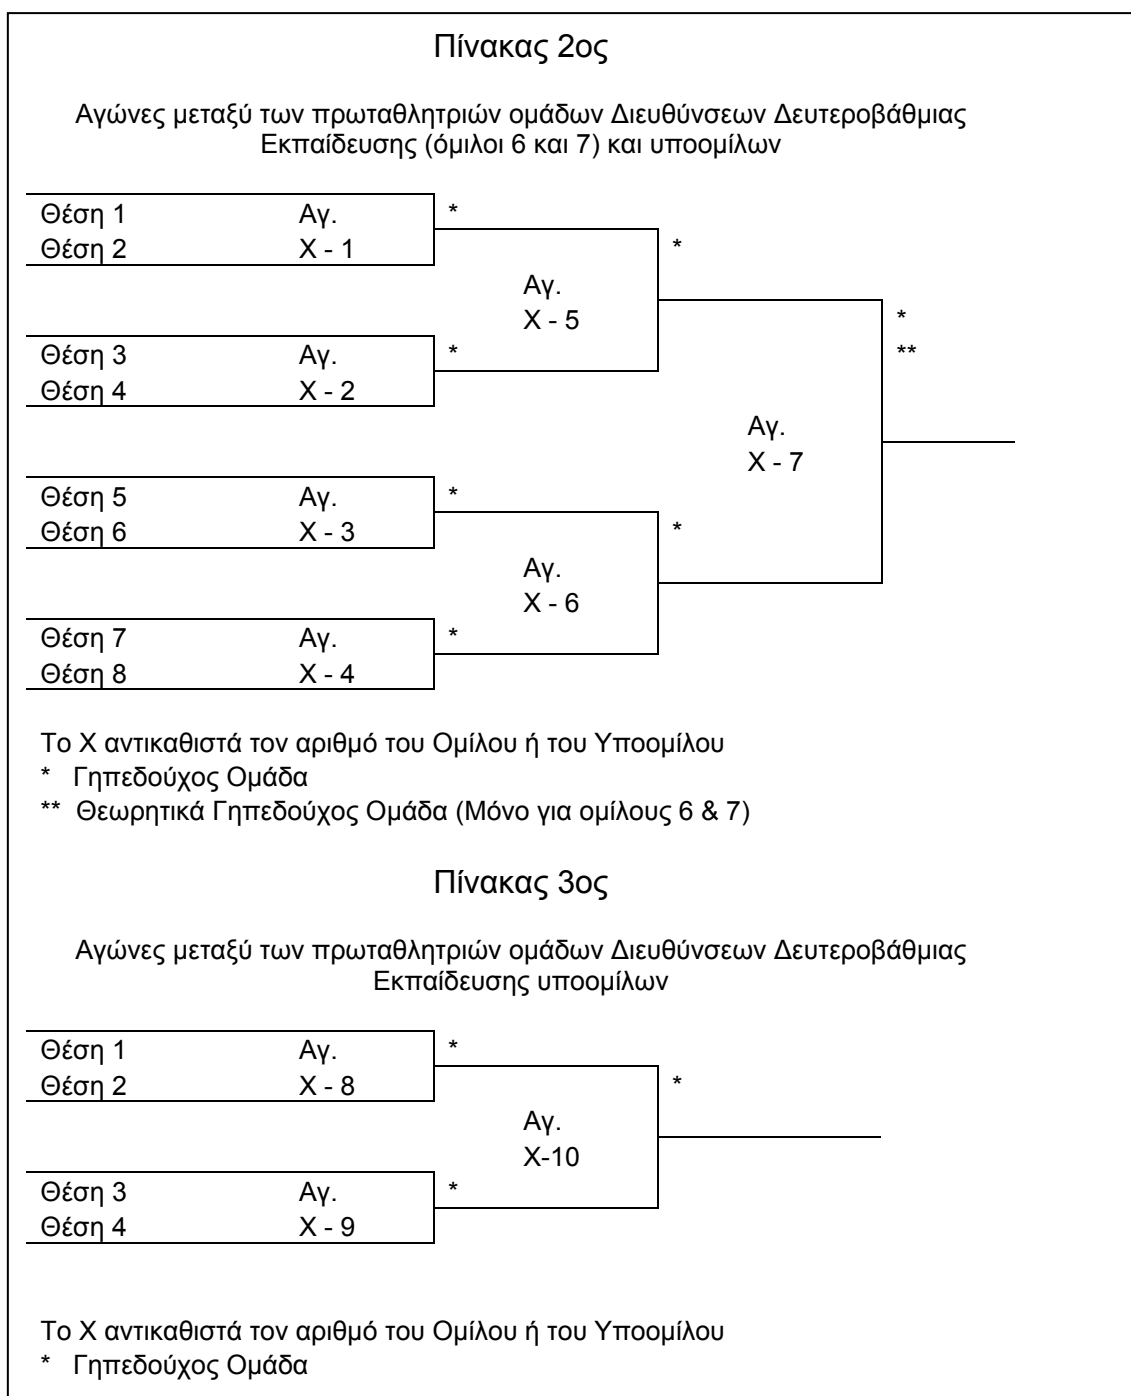 Πίνακας 2ος
Αγώνες μεταξύ των πρωταθλητριών ομάδων Διευθύνσεων Δευτεροβάθμιας
Εκπαίδευσης (όμιλοι 6 και 7) και υποομίλων
Θέση 1 Αγ. *
Θέση 2 Χ - 1 *
Αγ.
Χ - 5 *
Θέση 3 Αγ. * **
Θέση 4 Χ - 2
Αγ.
Χ - 7
Θέση 5 Αγ. *
Θέση 6 Χ - 3 *
Αγ.
Χ - 6
Θέση 7 Αγ. *
Θέση 8 Χ - 4
Το Χ αντικαθιστά τον αριθμό του Ομίλου ή του Υποομίλου
* Γηπεδούχος Ομάδα
** Θεωρητικά Γηπεδούχος Ομάδα (Μόνο για ομίλους 6 & 7)
Πίνακας 3ος
Αγώνες μεταξύ των πρωταθλητριών ομάδων Διευθύνσεων Δευτεροβάθμιας
Εκπαίδευσης υποομίλων
Θέση 1 Αγ. *
Θέση 2 Χ - 8 *
Αγ.
Χ-10
Θέση 3 Αγ. *
Θέση 4 Χ - 9
Το Χ αντικαθιστά τον αριθμό του Ομίλου ή του Υποομίλου
* Γηπεδούχος Ομάδα